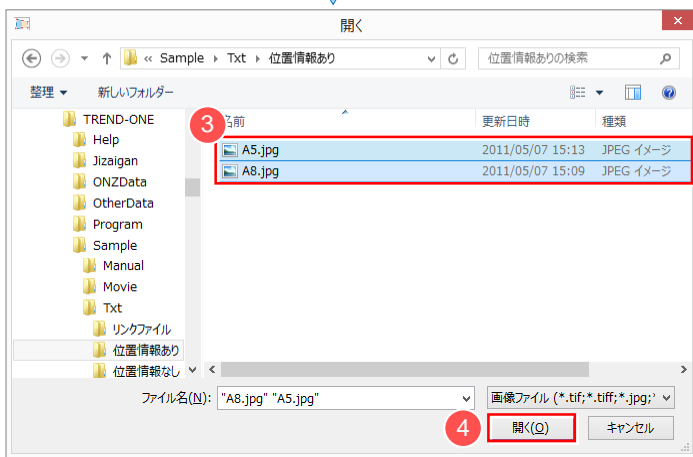 開く
« Sample Txt 位置情報あり
位置情報ありの検索
整理 新しいフォルダー
TREND-ONE
Help
Jizaigan
ONZData
OtherData
Program
Sample
Manual
Movie
Txt
リンクファイル
位置情報あり
位置情報なし
3
名前 更新日時 種類
A5.jpg 2011/05/07 15:13 JPEG イメージ
A8.jpg 2011/05/07 15:09 JPEG イメージ
ファイル名(N): "A8.jpg" "A5.jpg"
画像ファイル (*.tif;*.tiff;*.jpg;
4
開く(O) キャンセル